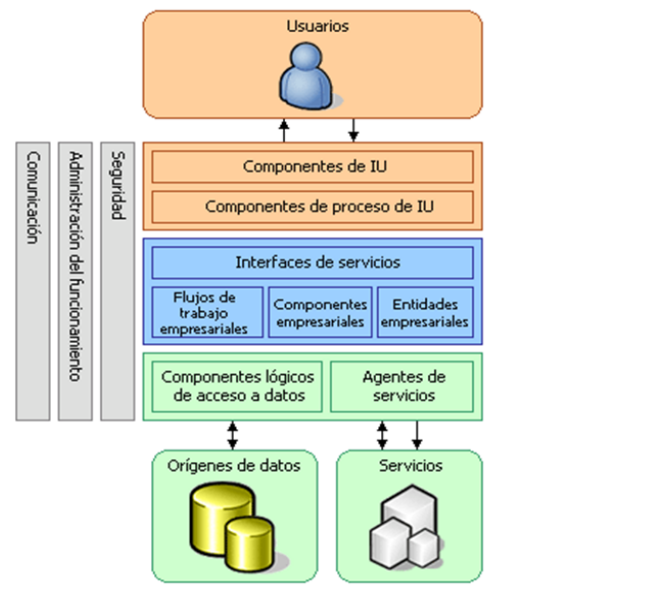 Usuarios
Comunicación
Administración del funcionamiento
Seguridad
Componentes de IU
Componentes de proceso de IU
Interfaces de servicios
Flujos de
trabajo
empresariales
Componentes
empresariales
Entidades
empresariales
Componentes lógicos
de acceso a datos
Agentes de
servicios
Orígenes de datos
Servicios